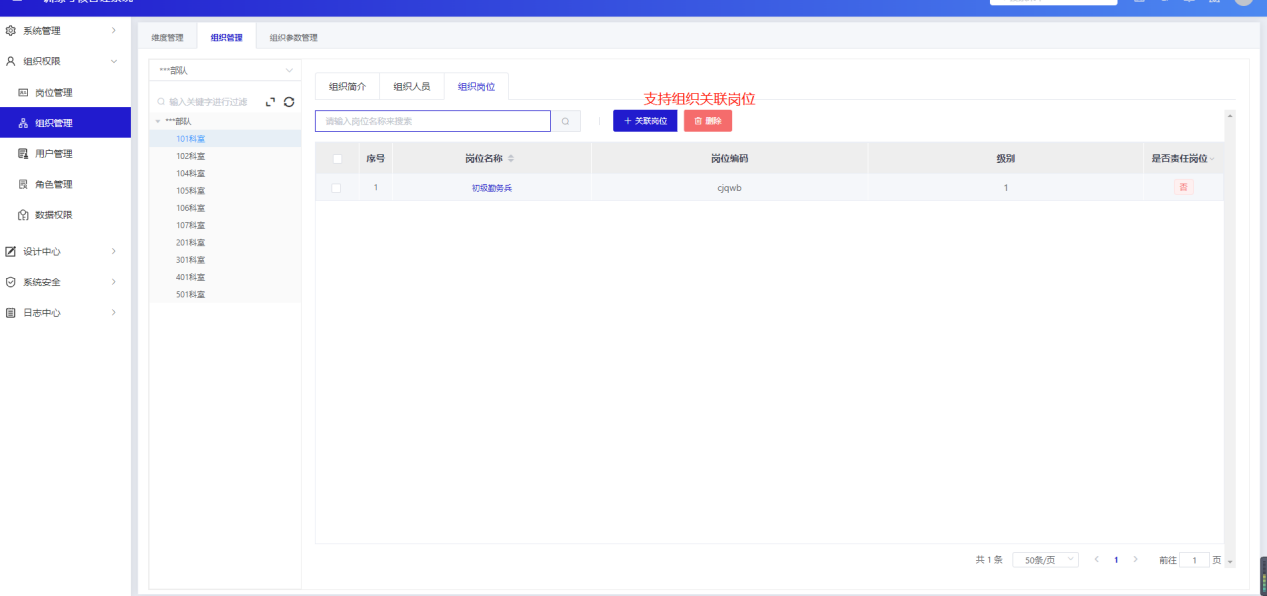 系统管理
组织权限
岗位管理
组织管理
用户管理
角色管理
数据权限
设计中心
系统安全
日志中心
维度管理 组织管理 组织参数管理
***部队
输入关键字进行过滤
***部队
101科室
102科室
104科室
105科室
106科室
107科室
201科室
301科室
401科室
501科室
组织简介 组织人员 组织岗位
支持组织关联岗位
请输入岗位名称来搜索
+ 关联岗位 删除
序号 岗位名称 岗位编码 级别 是否责任岗位
1 初级勤务兵 cjqwb 1 否
共 1 条 50条/页 1 前往 1 页